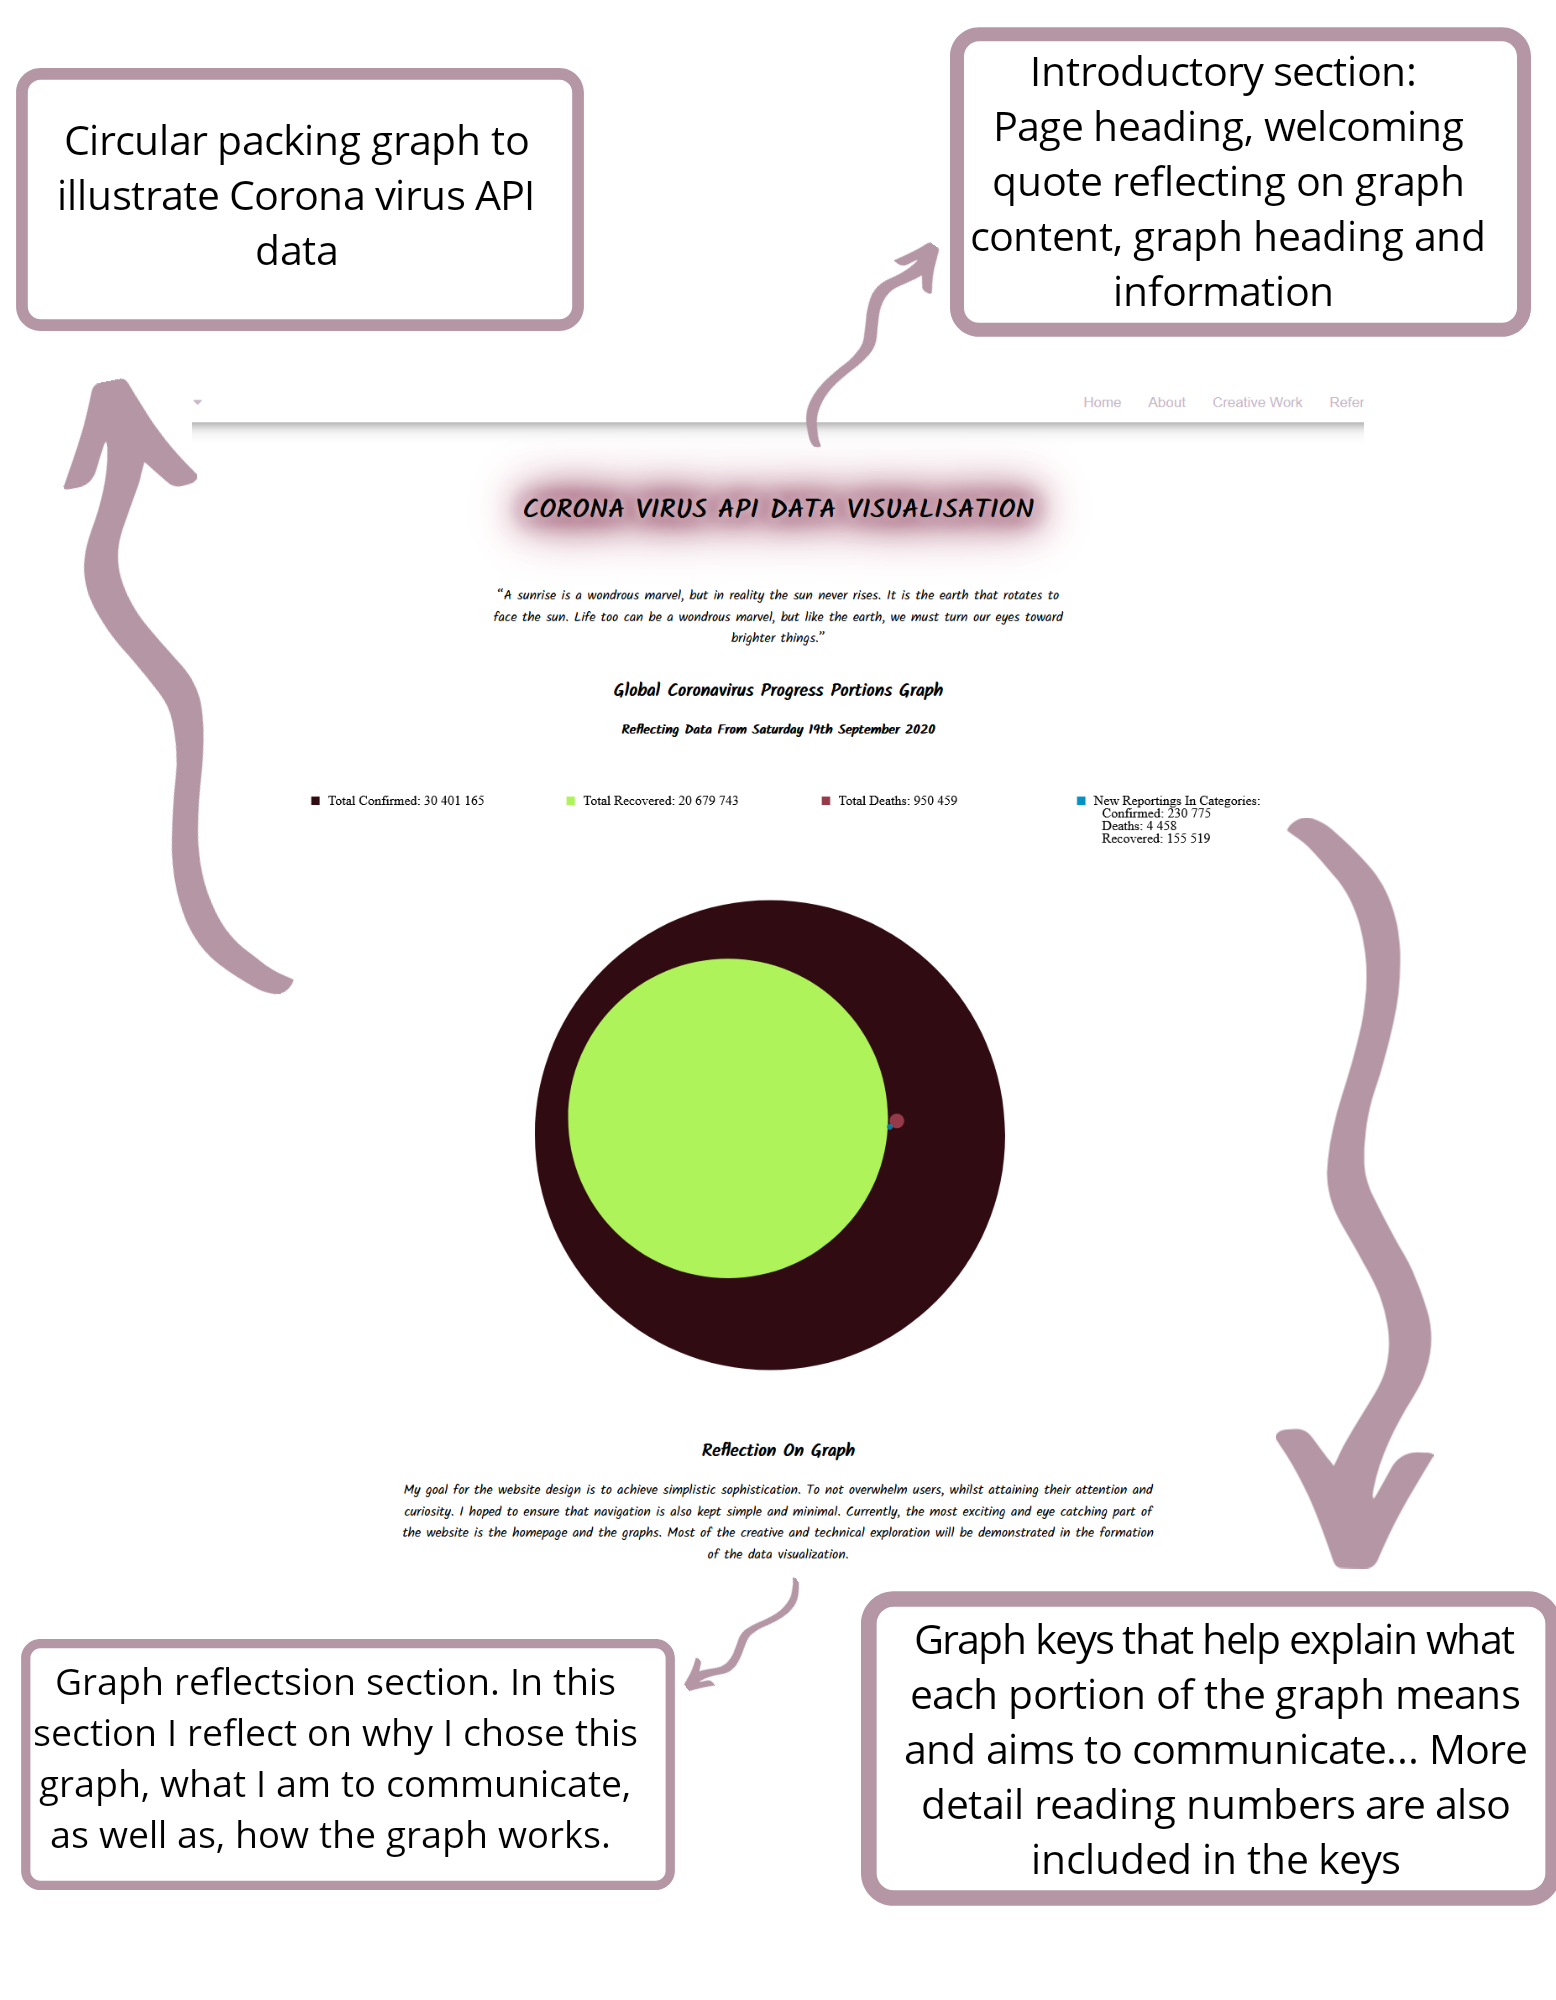 Circular packing graph to
illustrate Corona virus API
data
Introductory section:
Page heading, welcoming
quote reflecting on graph
content, graph heading and
information
Home About Creative Work Refer
CORONA VIRUS API DATA VISUALISATION
“A sunrise is a wondrous marvel, but in reality the sun never rises. It is the earth that rotates to
face the sun. Life too can be a wondrous marvel, but like the earth, we must turn our eyes toward
brighter things.”
Global Coronavirus Progress Portions Graph
Reflecting Data From Saturday 19th September 2020
Total Confirmed: 30 401 165
Total Recovered: 20 679 743
Total Deaths: 950 459
New Reportings In Categories:
Confirmed: 230 775
Deaths: 4 458
Recovered: 155 519
Reflection On Graph
My goal for the website design is to achieve simplistic sophistication. To not overwhelm users, whilst attaining their attention and
curiosity. I hoped to ensure that navigation is also kept simple and minimal. Currently, the most exciting and eye catching part of
the website is the homepage and the graphs. Most of the creative and technical exploration will be demonstrated in the formation
of the data visualization.
Graph reflectsion section. In this
section I reflect on why I chose this
graph, what I am to communicate,
as well as, how the graph works.
Graph keys that help explain what
each portion of the graph means
and aims to communicate... More
detail reading numbers are also
included in the keys